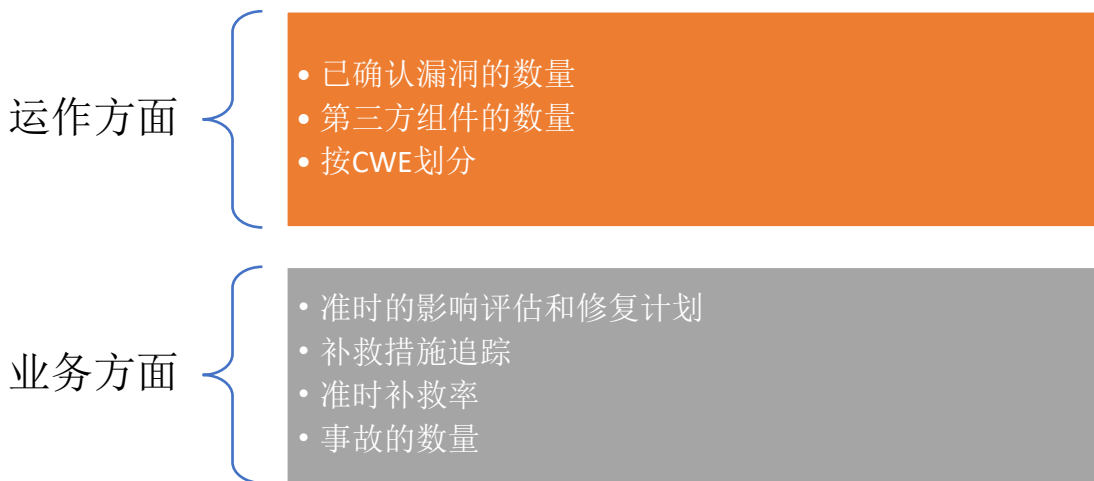 运作方面
• 已确认漏洞的数量
• 第三方组件的数量
• 按CWE划分
业务方面
• 准时的影响评估和修复计划
• 补救措施追踪
• 准时补救率
• 事故的数量